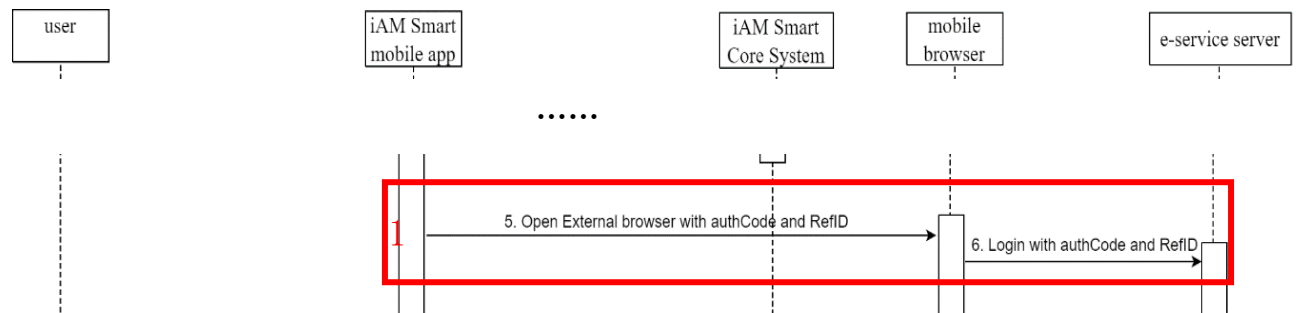 user
iAM Smart
mobile app
iAM Smart
Core System
mobile
browser
e-service server
......
1
5. Open External browser with authCode and RefID
6. Login with authCode and RefID